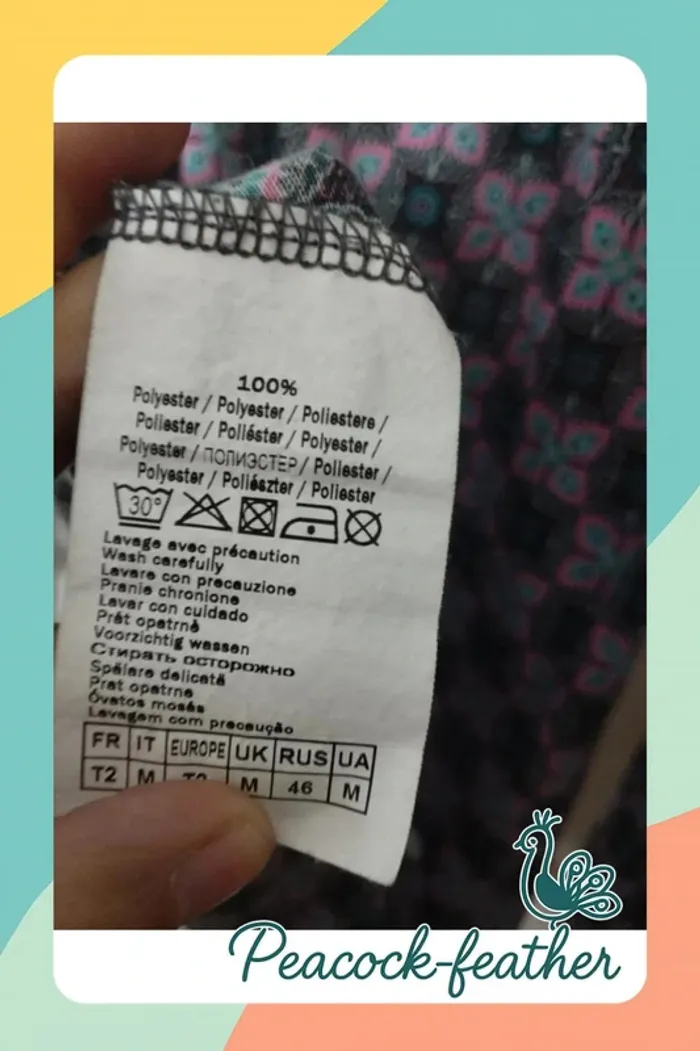 100%
Polyester / Polyester / Poliestere /
Poliester / Poliéster / Polyester /
Polyester / ПОЛИЭСТЕР / Poliester /
Polyester / Poliészter / Poliester
30°
Lavage avec précaution
Wash carefully
Lavare con precauzione
Pranie chronione
Lavar con cuidado
Prát opatrně
Voorzichtig wassen
Стирать осторожно
Spălare delicată
Prat opatrne
Óvatos mosás
Lavagem com precaução
FR IT EUROPE UK RUS UA
T2 M T2 M 46 M
Peacock-feather